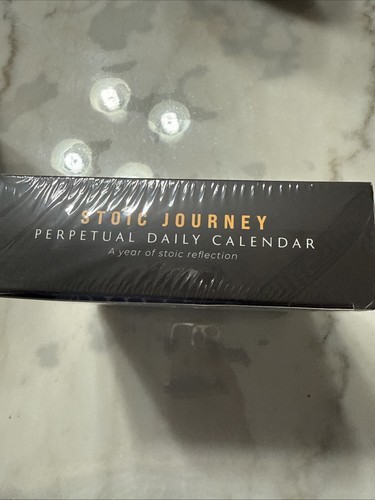 STOIC JOURNEY
PERPETUAL DAILY CALENDAR
A year of stoic reflection